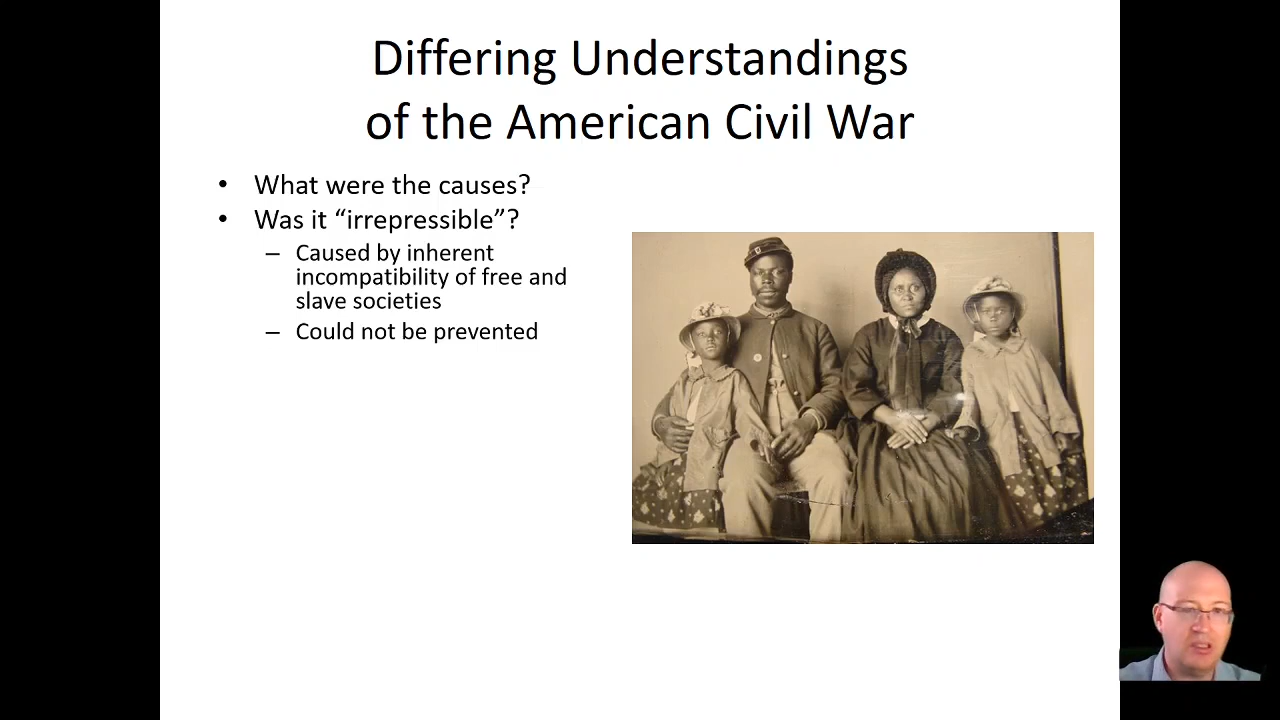 Differing Understandings
of the American Civil War
• What were the causes?
• Was it “irrepressible”?
– Caused by inherent
incompatibility of free and
slave societies
– Could not be prevented